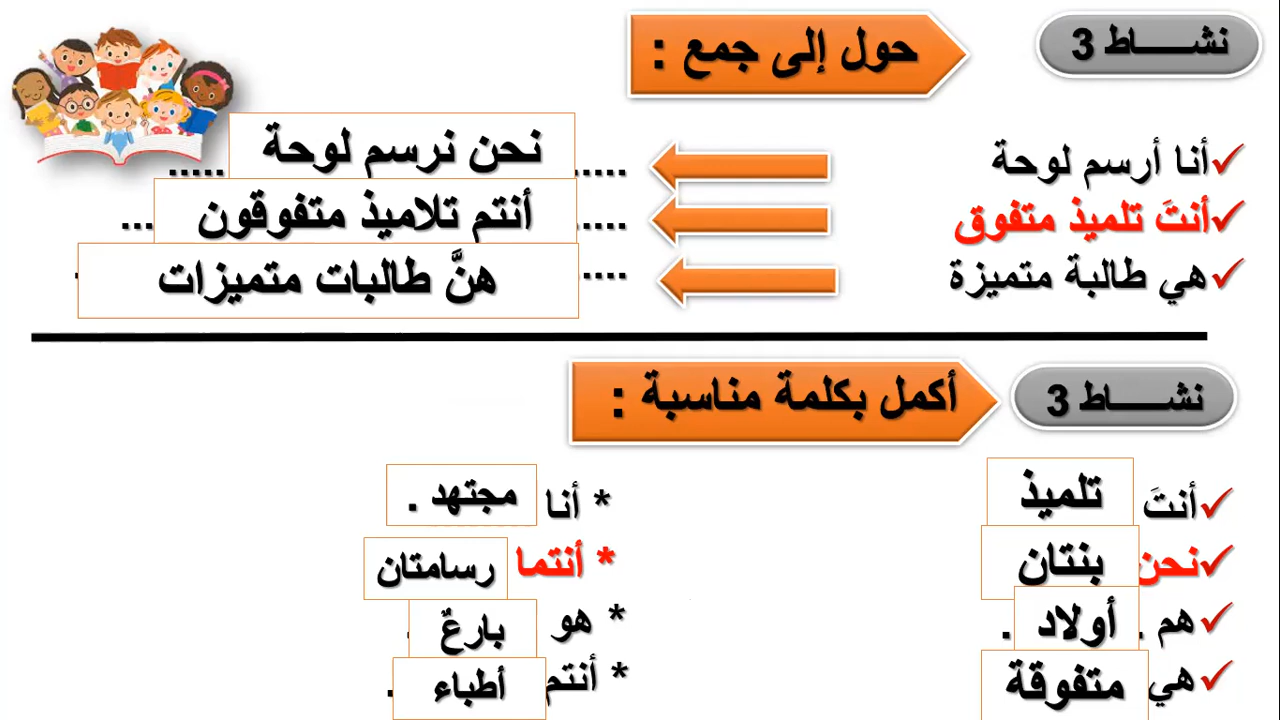 نشـــــــاط 3
حول إلى جمع :
أنا أرسم لوحة ..... نحن نرسم لوحة .....
أنتَ تلميذ متفوق ..... أنتم تلاميذ متفوقون ...
هي طالبة متميزة ..... هنَّ طالبات متميزات
نشـــــــاط 3
أكمل بكلمة مناسبة :
أنتَ تلميذ * أنا مجتهد .
نحن بنتان * أنتما رسامتان
هم . أولاد . * هو بارعٌ .
هي متفوقة * أنتم أطباء .